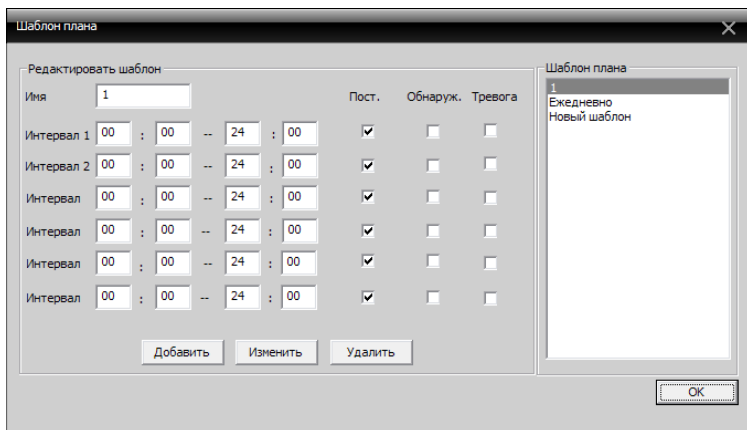 Шаблон плана
Редактировать шаблон
Имя 1 Пост. Обнаруж. Тревога
Интервал 1 00 : 00 -- 24 : 00
Интервал 2 00 : 00 -- 24 : 00
Интервал 00 : 00 -- 24 : 00
Интервал 00 : 00 -- 24 : 00
Интервал 00 : 00 -- 24 : 00
Интервал 00 : 00 -- 24 : 00
Добавить Изменить Удалить
Шаблон плана
1
Ежедневно
Новый шаблон
OK